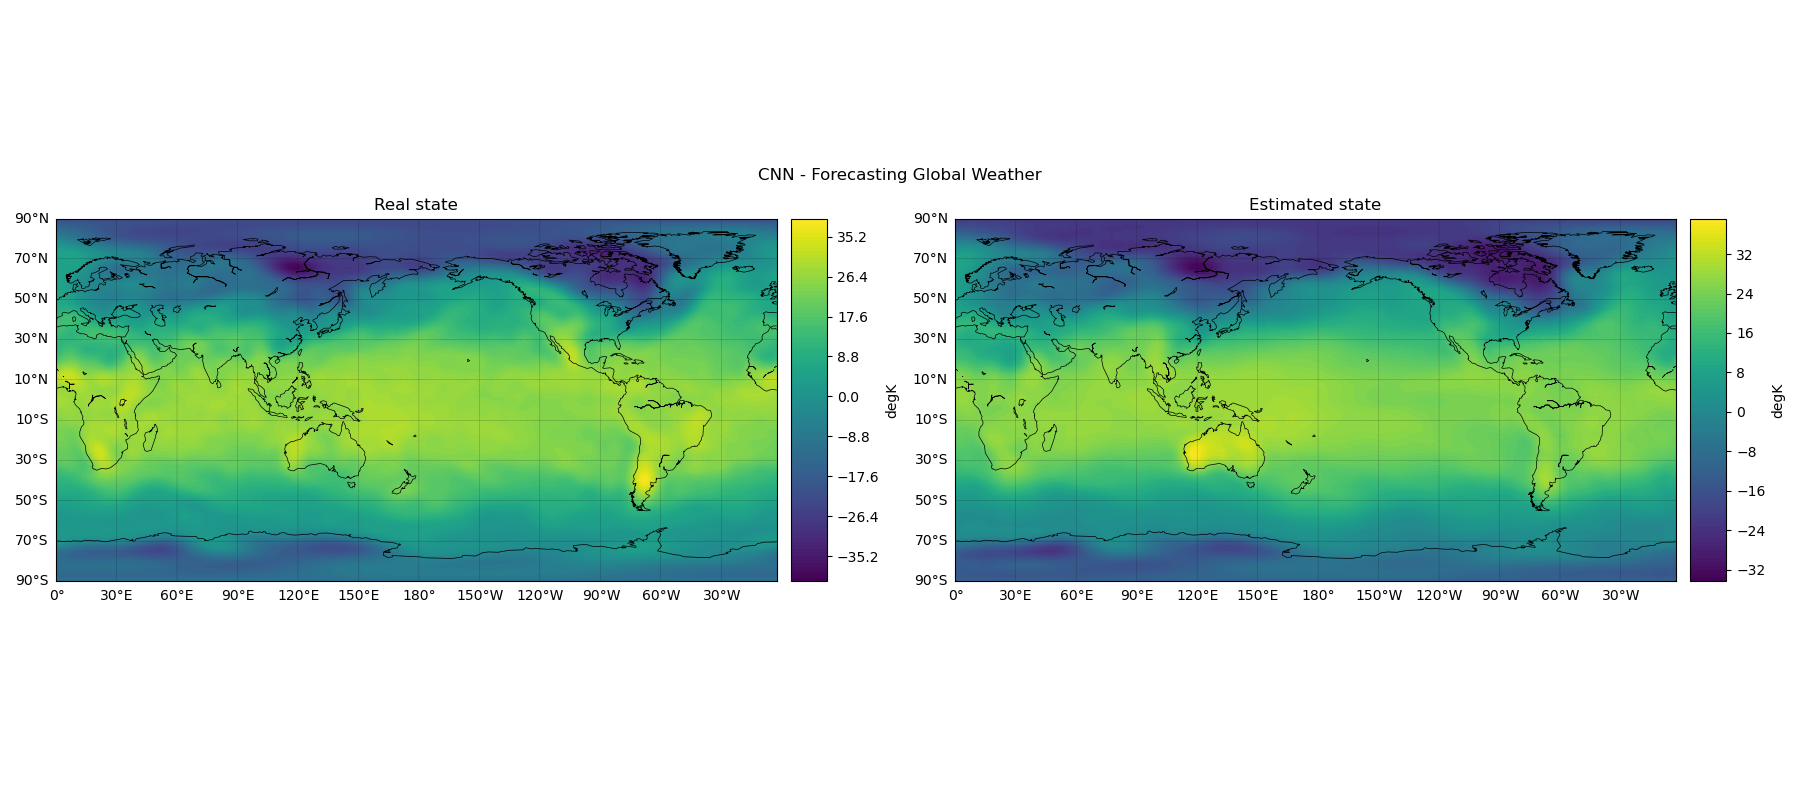 CNN - Forecasting Global Weather
Real state
90°N
70°N
50°N
30°N
10°N
10°S
30°S
50°S
70°S
90°S
0° 30°E 60°E 90°E 120°E 150°E 180° 150°W 120°W 90°W 60°W 30°W
35.2
26.4
17.6
8.8
0.0
−8.8
−17.6
−26.4
−35.2
degK
Estimated state
90°N
70°N
50°N
30°N
10°N
10°S
30°S
50°S
70°S
90°S
0° 30°E 60°E 90°E 120°E 150°E 180° 150°W 120°W 90°W 60°W 30°W
32
24
16
8
0
−8
−16
−24
−32
degK